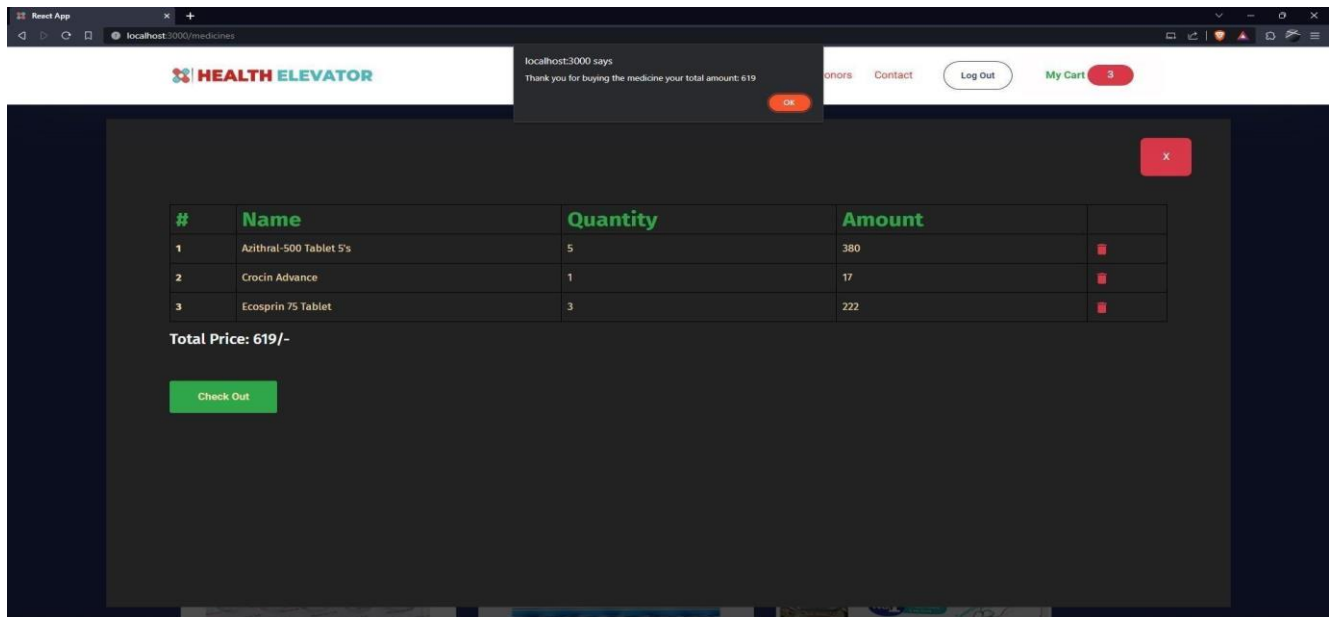 React App
localhost:3000/medicines
localhost:3000 says
Thank you for buying the medicine your total amount: 619
OK
HEALTH ELEVATOR
onors Contact Log Out My Cart 3
X
# Name Quantity Amount
1 Azithral-500 Tablet 5's 5 380
2 Crocin Advance 1 17
3 Ecosprin 75 Tablet 3 222
Total Price: 619/-
Check Out